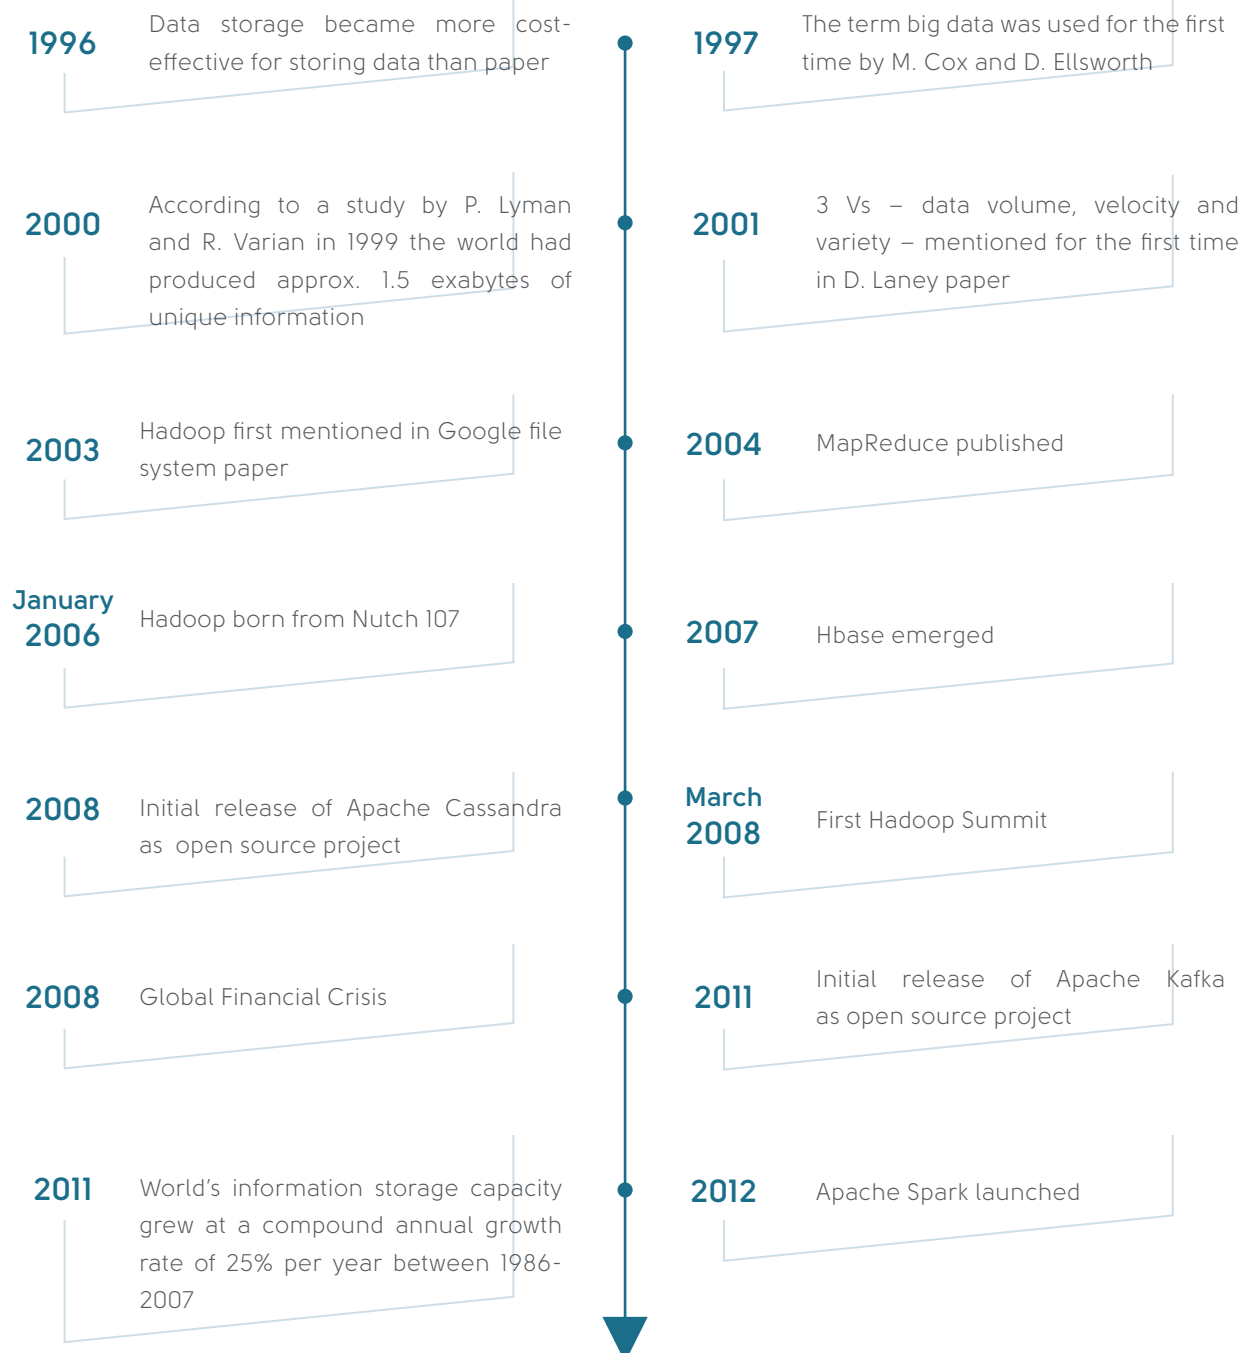 1996
Data storage became more cost-
effective for storing data than paper
1997
The term big data was used for the first
time by M. Cox and D. Ellsworth
2000
According to a study by P. Lyman
and R. Varian in 1999 the world had
produced approx. 1.5 exabytes of
unique information
2001
3 Vs – data volume, velocity and
variety – mentioned for the first time
in D. Laney paper
2003
Hadoop first mentioned in Google file
system paper
2004
MapReduce published
January
2006
Hadoop born from Nutch 107
2007
Hbase emerged
2008
Initial release of Apache Cassandra
as open source project
March
2008
First Hadoop Summit
2008
Global Financial Crisis
2011
Initial release of Apache Kafka
as open source project
2011
World's information storage capacity
grew at a compound annual growth
rate of 25% per year between 1986-
2007
2012
Apache Spark launched